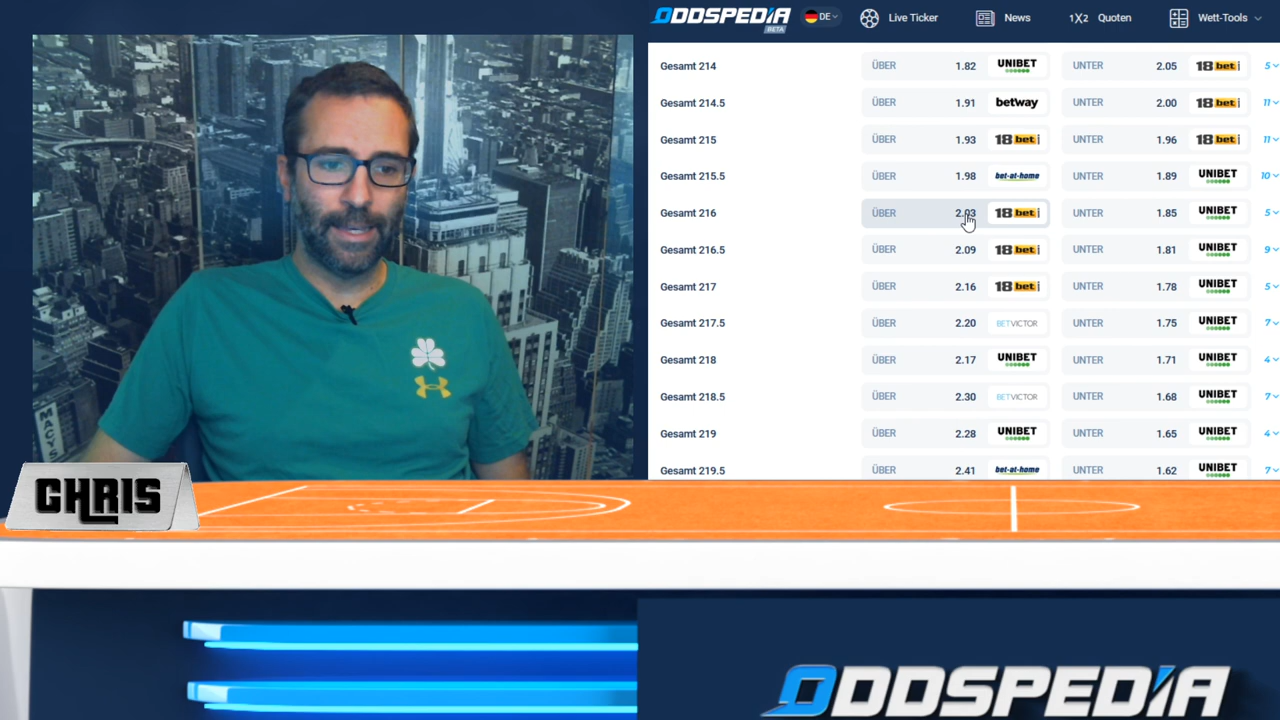 ODDSPEDIA
BETA
DE
Live Ticker
News
1X2 Quoten
Wett-Tools
Gesamt 214 ÜBER 1.82 UNIBET UNTER 2.05 18bet 5
Gesamt 214.5 ÜBER 1.91 betway UNTER 2.00 18bet 11
Gesamt 215 ÜBER 1.93 18bet UNTER 1.96 18bet 11
Gesamt 215.5 ÜBER 1.98 bet-at-home UNTER 1.89 UNIBET 10
Gesamt 216 ÜBER 2.03 18bet UNTER 1.85 UNIBET 5
Gesamt 216.5 ÜBER 2.09 18bet UNTER 1.81 UNIBET 9
Gesamt 217 ÜBER 2.16 18bet UNTER 1.78 UNIBET 5
Gesamt 217.5 ÜBER 2.20 BETVICTOR UNTER 1.75 UNIBET 7
Gesamt 218 ÜBER 2.17 UNIBET UNTER 1.71 UNIBET 4
Gesamt 218.5 ÜBER 2.30 BETVICTOR UNTER 1.68 UNIBET 7
Gesamt 219 ÜBER 2.28 UNIBET UNTER 1.65 UNIBET 4
Gesamt 219.5 ÜBER 2.41 bet-at-home UNTER 1.62 UNIBET 7
MACYS
CHRIS
ODDSPEDIA